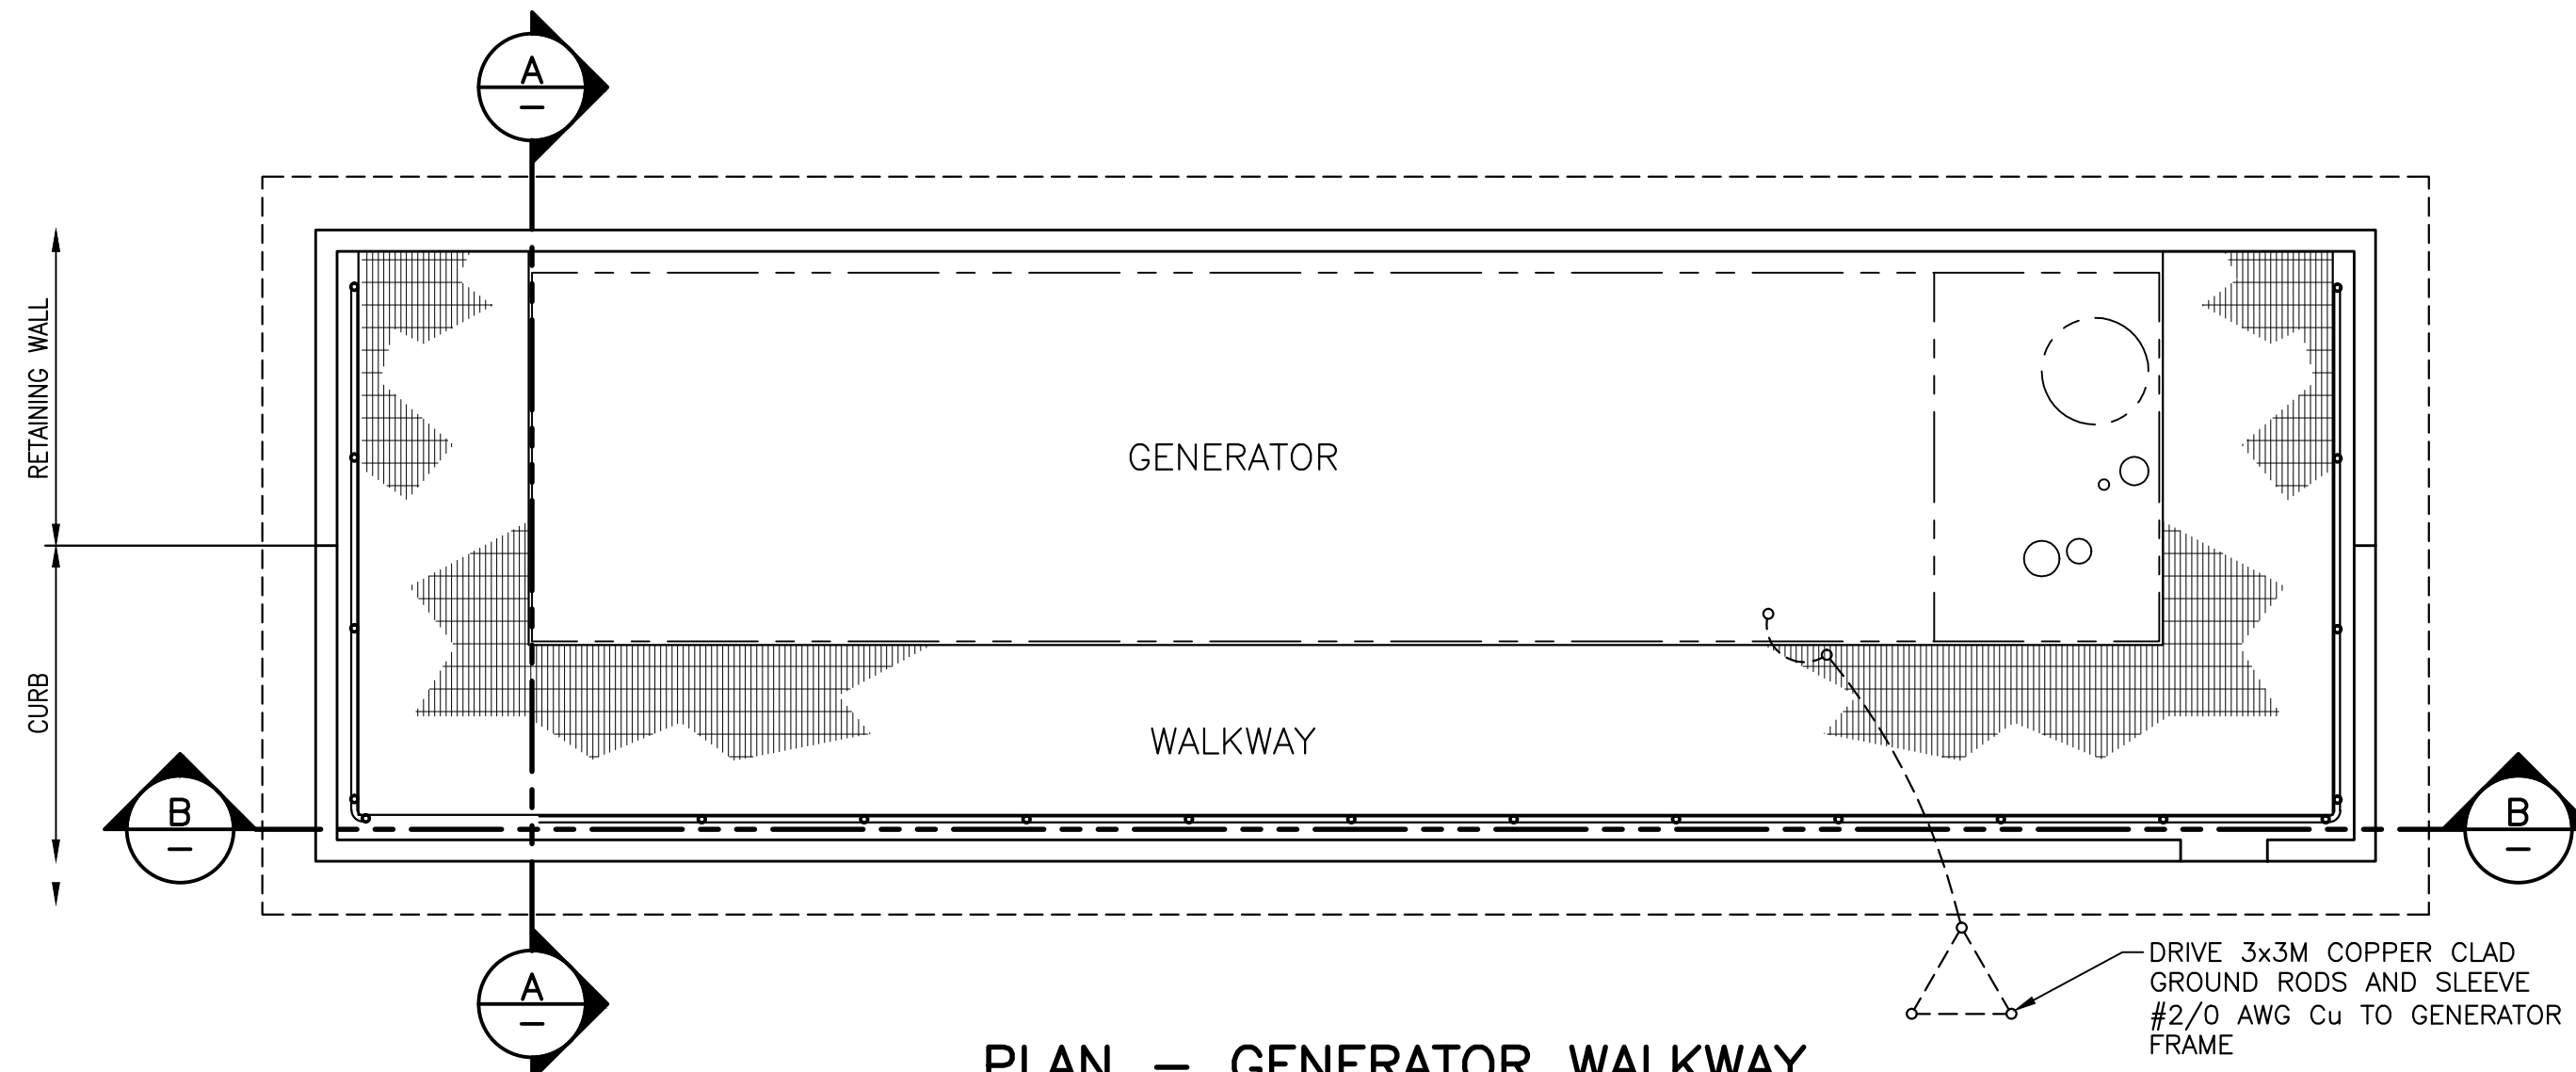 A
–
RETAINING WALL
GENERATOR
CURB
WALKWAY
B
–
B
–
A
–
DRIVE 3x3M COPPER CLAD
GROUND RODS AND SLEEVE
#2/0 AWG Cu TO GENERATOR
FRAME
PLAN – GENERATOR WALKWAY